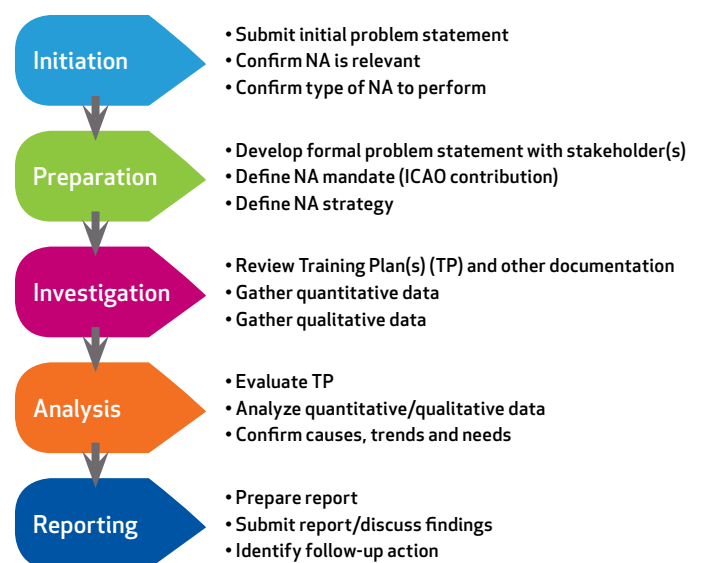 Initiation
• Submit initial problem statement
• Confirm NA is relevant
• Confirm type of NA to perform
Preparation
• Develop formal problem statement with stakeholder(s)
• Define NA mandate (ICAO contribution)
• Define NA strategy
Investigation
• Review Training Plan(s) (TP) and other documentation
• Gather quantitative data
• Gather qualitative data
Analysis
• Evaluate TP
• Analyze quantitative/qualitative data
• Confirm causes, trends and needs
Reporting
• Prepare report
• Submit report/discuss findings
• Identify follow-up action